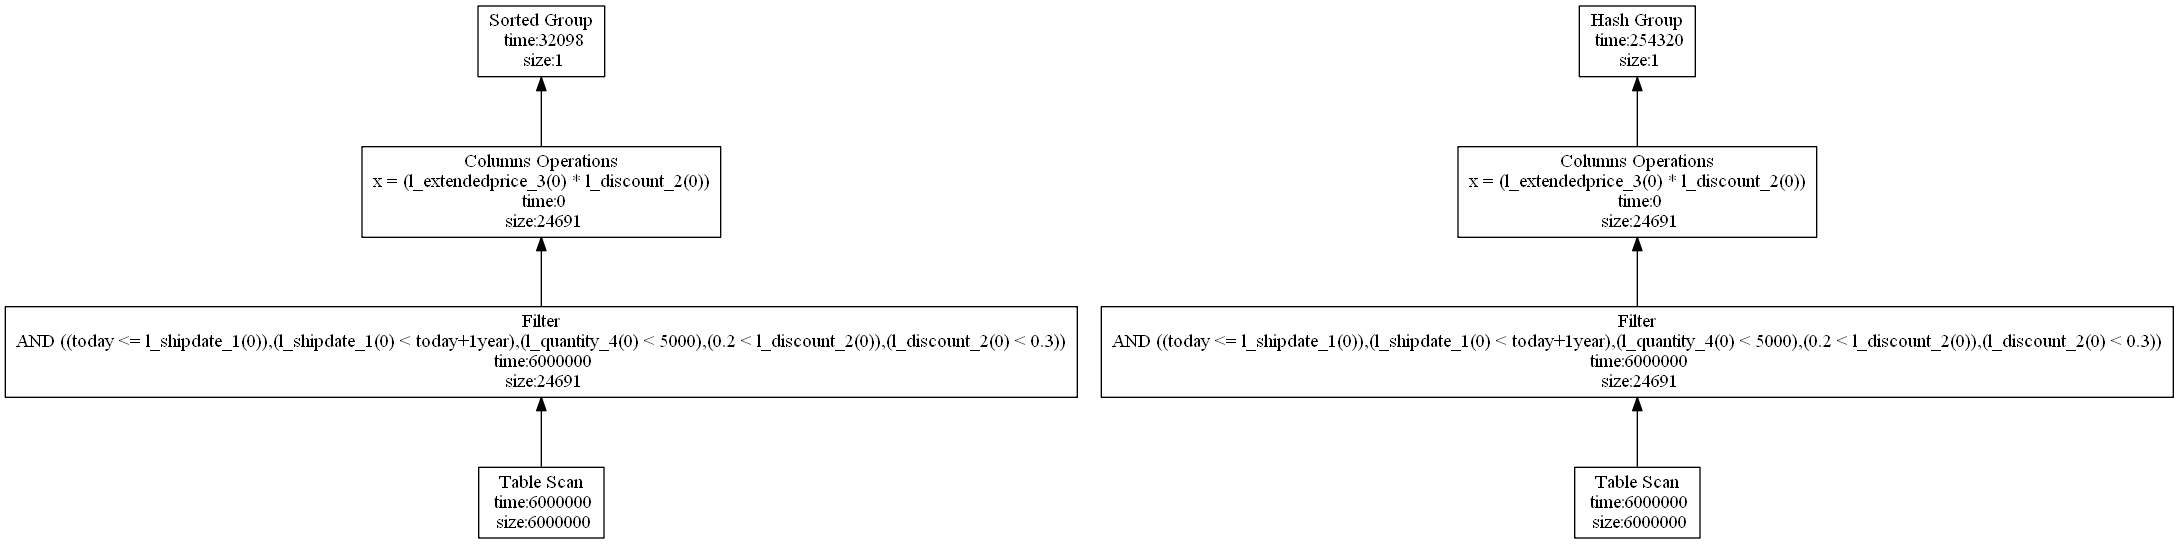 Sorted Group
time:32098
size:1
Columns Operations
x = (l_extendedprice_3(0) * l_discount_2(0))
time:0
size:24691
Filter
AND ((today <= l_shipdate_1(0)),(l_shipdate_1(0) < today+1year),(l_quantity_4(0) < 5000),(0.2 < l_discount_2(0)),(l_discount_2(0) < 0.3))
time:6000000
size:24691
Table Scan
time:6000000
size:6000000
Hash Group
time:254320
size:1
Columns Operations
x = (l_extendedprice_3(0) * l_discount_2(0))
time:0
size:24691
Filter
AND ((today <= l_shipdate_1(0)),(l_shipdate_1(0) < today+1year),(l_quantity_4(0) < 5000),(0.2 < l_discount_2(0)),(l_discount_2(0) < 0.3))
time:6000000
size:24691
Table Scan
time:6000000
size:6000000